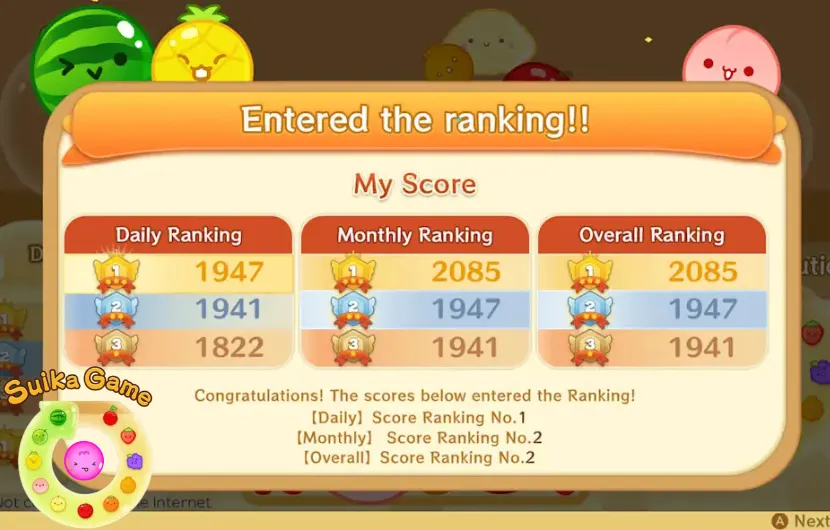 Entered the ranking!!
My Score
Daily Ranking
1 1947
2 1941
3 1822
Monthly Ranking
1 2085
2 1947
3 1941
Overall Ranking
1 2085
2 1947
3 1941
Congratulations! The scores below entered the Ranking!
【Daily】Score Ranking No.1
【Monthly】 Score Ranking No.2
【Overall】Score Ranking No.2
Suika Game
Internet
A Next